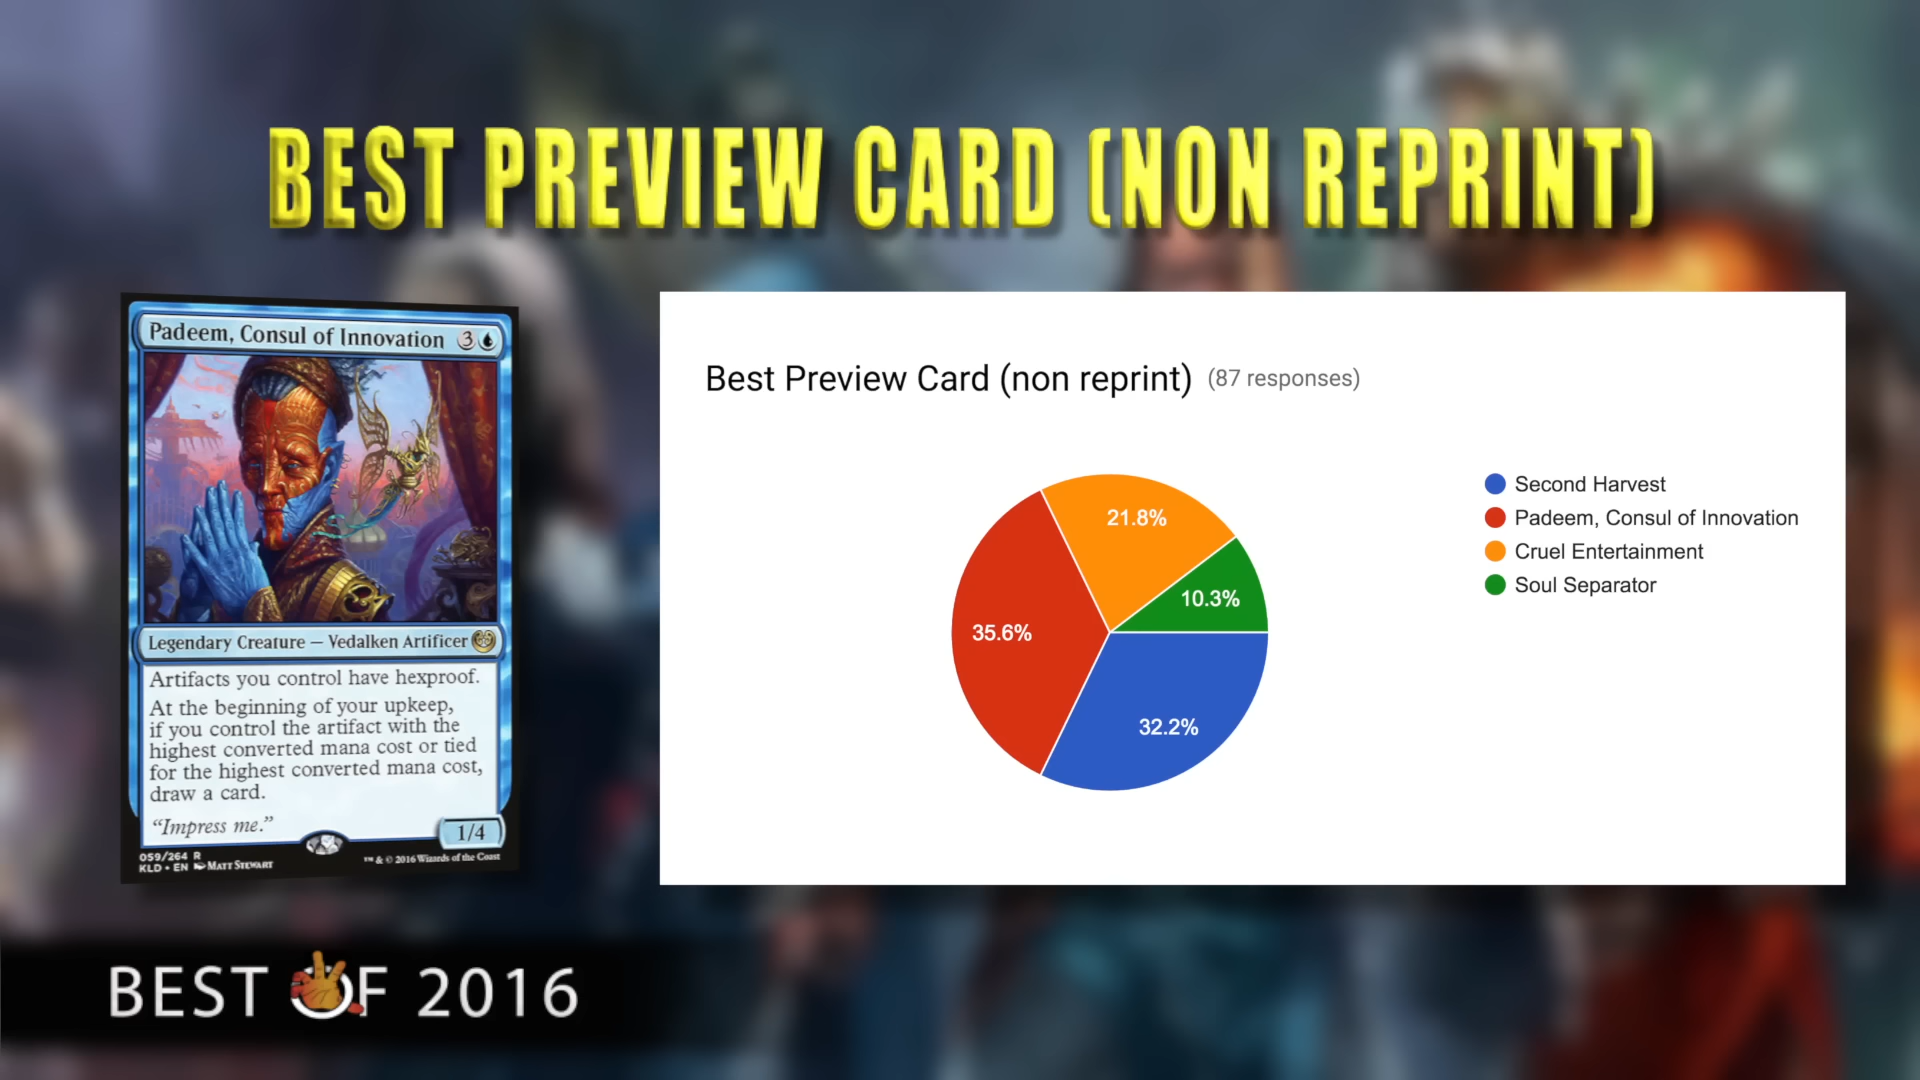 BEST PREVIEW CARD (NON REPRINT)
Padeem, Consul of Innovation 3
Legendary Creature — Vedalken Artificer
Artifacts you control have hexproof.
At the beginning of your upkeep,
if you control the artifact with the
highest converted mana cost or tied
for the highest converted mana cost,
draw a card.
“Impress me.”
1/4
059/264 R
KLD • EN MATT STEWART
™ & © 2016 Wizards of the Coast
Best Preview Card (non reprint) (87 responses)
21.8%
10.3%
35.6%
32.2%
Second Harvest
Padeem, Consul of Innovation
Cruel Entertainment
Soul Separator
BEST OF 2016